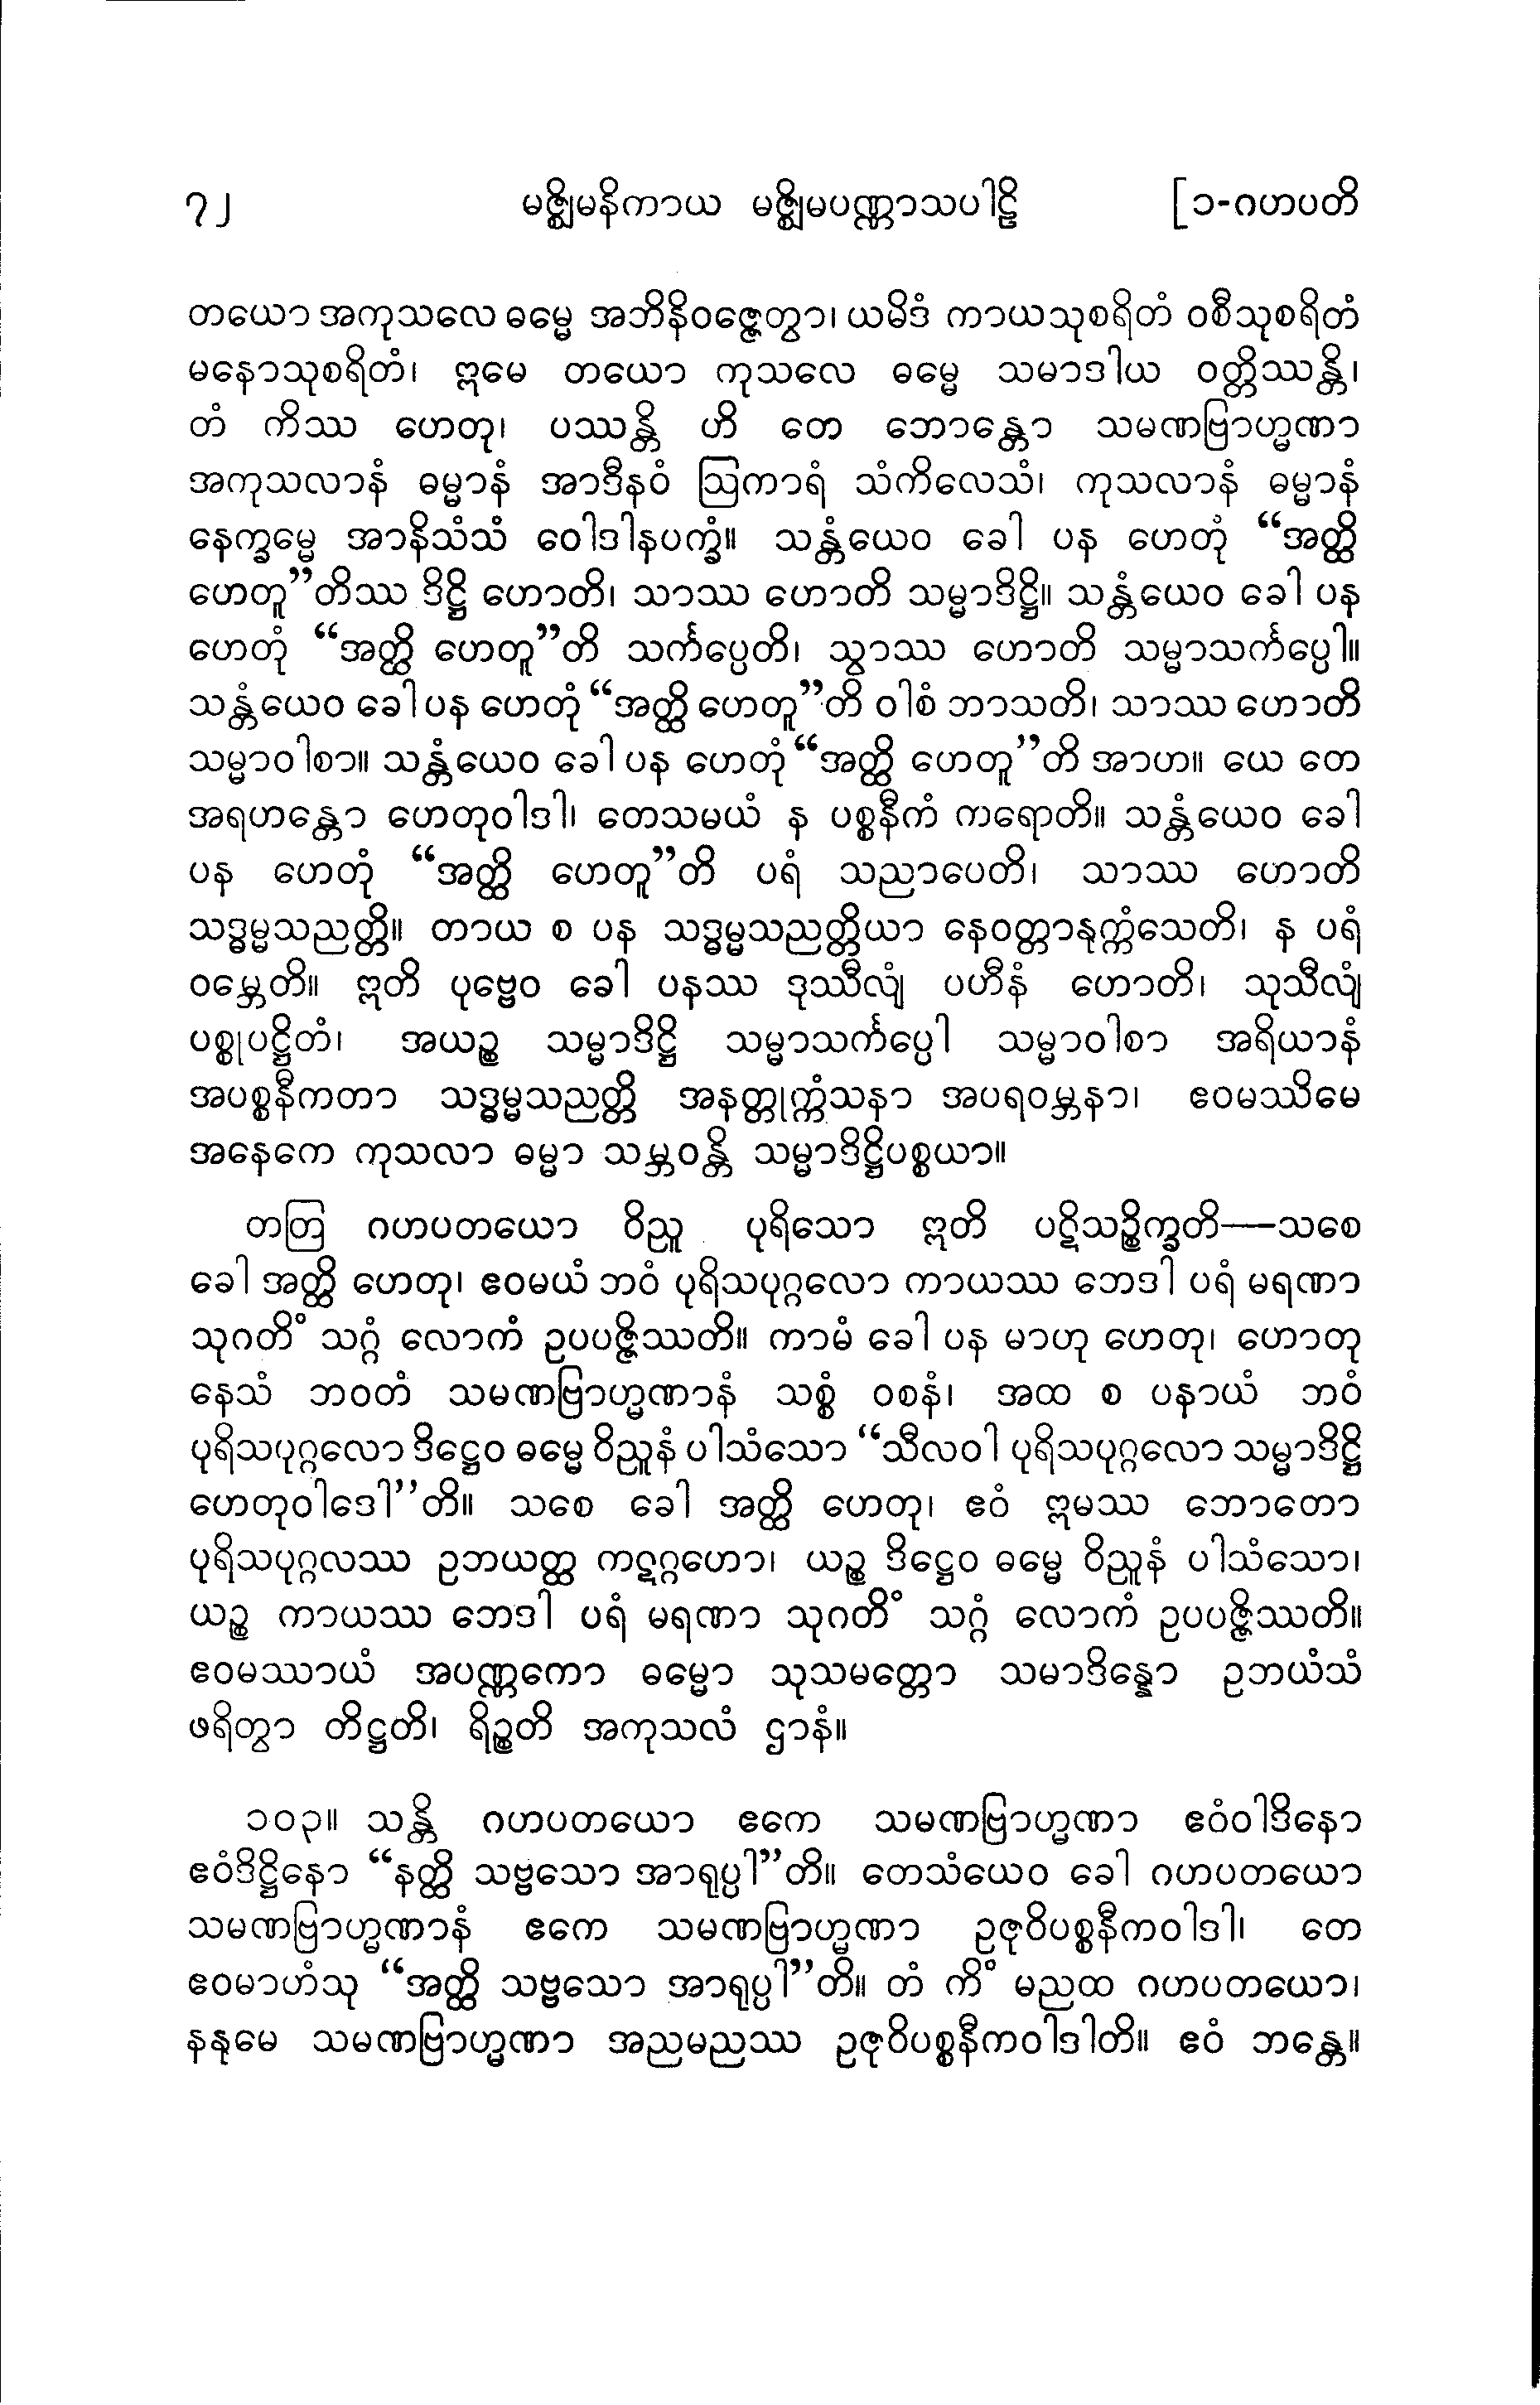 ၇၂ မဇ္ဈိမနိကာယ မဇ္ဈိမပဏ္ဏာသပါဠိ [၁-ဂဟပတိ
တယော အကုသလေ ဓမ္မေ အဘိနိဝဇ္ဇေတွာ၊ ယမိဒံ ကာယသုစရိတံ ဝစီသုစရိတံ
မနောသုစရိတံ၊ ဣမေ တယော ကုသလေ ဓမ္မေ သမာဒါယ ဝတ္တိဿန္တိ၊
တံ ကိဿ ဟေတု၊ ပဿန္တိ ဟိ တေ ဘောန္တော သမဏဗြာဟ္မဏာ
အကုသလာနံ ဓမ္မာနံ အာဒီနဝံ ဩကာရံ သံကိလေသံ၊ ကုသလာနံ ဓမ္မာနံ
နေက္ခမ္မေ အာနိသံသံ ဝေါဒါနပက္ခံ။ သန္တံယေဝ ခေါ ပန ဟေတုံ “အတ္ထိ
ဟေတူ”တိဿ ဒိဋ္ဌိ ဟောတိ၊ သာဿ ဟောတိ သမ္မာဒိဋ္ဌိ။ သန္တံယေဝ ခေါ ပန
ဟေတုံ “အတ္ထိ ဟေတူ”တိ သင်္ကပ္ပေတိ၊ သွာဿ ဟောတိ သမ္မာသင်္ကပ္ပေါ။
သန္တံယေဝ ခေါ ပန ဟေတုံ “အတ္ထိ ဟေတူ”တိ ဝါစံ ဘာသတိ၊ သာဿ ဟောတိ
သမ္မာဝါစာ။ သန္တံယေဝ ခေါ ပန ဟေတုံ “အတ္ထိ ဟေတူ”တိ အာဟ။ ယေ တေ
အရဟန္တော ဟေတုဝါဒါ၊ တေသမယံ န ပစ္စနီကံ ကရောတိ။ သန္တံယေဝ ခေါ
ပန ဟေတုံ “အတ္ထိ ဟေတူ”တိ ပရံ သညာပေတိ၊ သာဿ ဟောတိ
သဒ္ဓမ္မသညတ္တိ။ တာယ စ ပန သဒ္ဓမ္မသညတ္တိယာ နေဝတ္တာနုက္ကံသေတိ၊ န ပရံ
ဝမ္ဘေတိ။ ဣတိ ပုဗ္ဗေဝ ခေါ ပနဿ ဒုဿီလျံ ပဟီနံ ဟောတိ၊ သုသီလျံ
ပစ္စုပဋ္ဌိတံ၊ အယဉ္စ သမ္မာဒိဋ္ဌိ သမ္မာသင်္ကပ္ပေါ သမ္မာဝါစာ အရိယာနံ
အပစ္စနီကတာ သဒ္ဓမ္မသညတ္တိ အနတ္တုက္ကံသနာ အပရဝမ္ဘနာ၊ ဧဝမဿိမေ
အနေကေ ကုသလာ ဓမ္မာ သမ္ဘဝန္တိ သမ္မာဒိဋ္ဌိပစ္စယာ။
တတြ ဂဟပတယော ဝိညူ ပုရိသော ဣတိ ပဋိသဉ္စိက္ခတိ—သစေ
ခေါ အတ္ထိ ဟေတု၊ ဧဝမယံ ဘဝံ ပုရိသပုဂ္ဂလော ကာယဿ ဘေဒါ ပရံ မရဏာ
သုဂတိံ သဂ္ဂံ လောကံ ဥပပဇ္ဇိဿတိ။ ကာမံ ခေါ ပန မာဟု ဟေတု၊ ဟောတု
နေသံ ဘဝတံ သမဏဗြာဟ္မဏာနံ သစ္စံ ဝစနံ၊ အထ စ ပနာယံ ဘဝံ
ပုရိသပုဂ္ဂလော ဒိဋ္ဌေဝ ဓမ္မေ ဝိညူနံ ပါသံသော “သီလဝါ ပုရိသပုဂ္ဂလော သမ္မာဒိဋ္ဌိ
ဟေတုဝါဒေါ”တိ။ သစေ ခေါ အတ္ထိ ဟေတု၊ ဧဝံ ဣမဿ ဘောတော
ပုရိသပုဂ္ဂလဿ ဥဘယတ္ထ ကဋဂ္ဂဟော၊ ယဉ္စ ဒိဋ္ဌေဝ ဓမ္မေ ဝိညူနံ ပါသံသော၊
ယဉ္စ ကာယဿ ဘေဒါ ပရံ မရဏာ သုဂတိံ သဂ္ဂံ လောကံ ဥပပဇ္ဇိဿတိ။
ဧဝမဿာယံ အပဏ္ဏကော ဓမ္မော သုသမတ္တော သမာဒိန္နော ဥဘယံသံ
ဖရိတွာ တိဋ္ဌတိ၊ ရိဉ္စတိ အကုသလံ ဌာနံ။
၁၀၃။ သန္တိ ဂဟပတယော ဧကေ သမဏဗြာဟ္မဏာ ဧဝံဝါဒိနော
ဧဝံဒိဋ္ဌိနော “နတ္ထိ သဗ္ဗသော အာရုပ္ပါ”တိ။ တေသံယေဝ ခေါ ဂဟပတယော
သမဏဗြာဟ္မဏာနံ ဧကေ သမဏဗြာဟ္မဏာ ဥဇုဝိပစ္စနီကဝါဒါ၊ တေ
ဧဝမာဟံသု “အတ္ထိ သဗ္ဗသော အာရုပ္ပါ”တိ။ တံ ကိံ မညထ ဂဟပတယော၊
နနုမေ သမဏဗြာဟ္မဏာ အညမညဿ ဥဇုဝိပစ္စနီကဝါဒါတိ။ ဧဝံ ဘန္တေ။